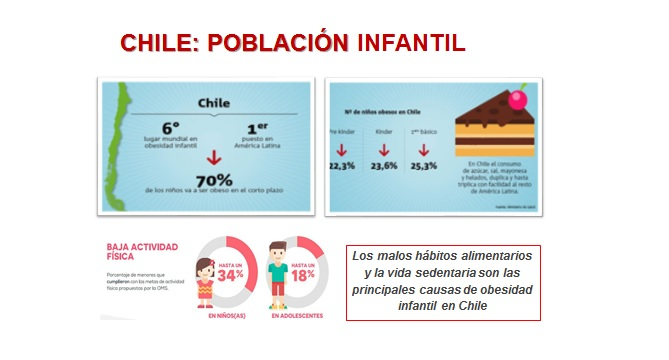 CHILE: POBLACIÓN INFANTIL
Chile
6º
lugar mundial en
obesidad infantil
1er
puesto en
América Latina
70%
de los niños va a ser obeso en el corto plazo
Nº de niños obesos en Chile
Pre Kinder
Kinder
1er básico
22,3%
23,6%
25,3%
En Chile el consumo
de azúcar, sal, mayonesa
y helados, duplica y hasta
triplica con facilidad al resto
de América Latina.
BAJA ACTIVIDAD
FÍSICA
Porcentaje de menores que
cumplieron con las metas de actividad
física propuestas por la OMS.
HASTA UN
34%
EN NIÑOS(AS)
HASTA UN
18%
EN ADOLESCENTES
Los malos hábitos alimentarios
y la vida sedentaria son las
principales causas de obesidad
infantil en Chile